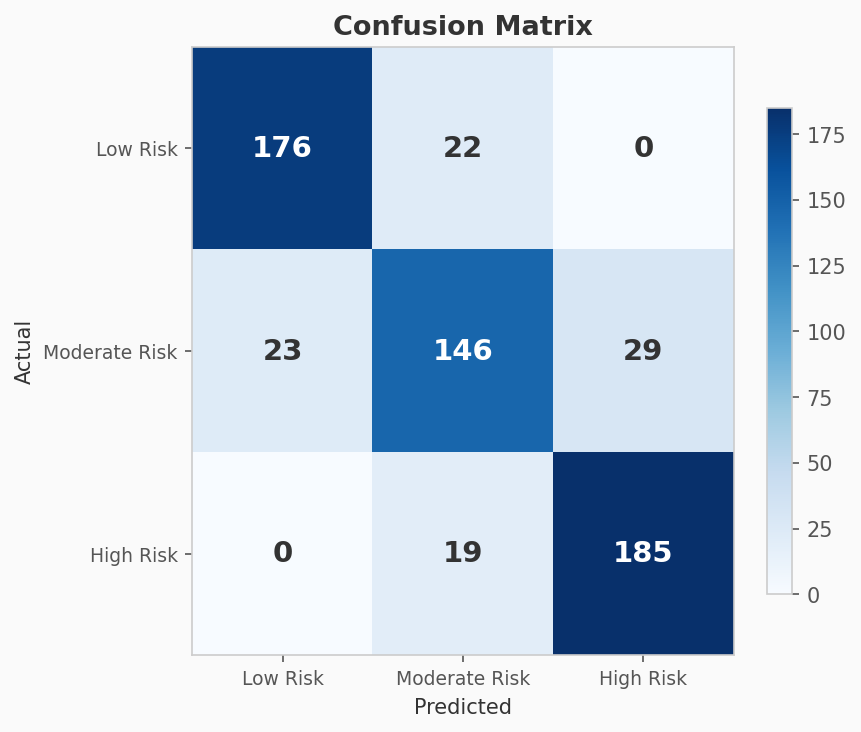 Confusion Matrix
Actual
Low Risk 176 22 0
Moderate Risk 23 146 29
High Risk 0 19 185
Low Risk Moderate Risk High Risk
Predicted
175
150
125
100
75
50
25
0